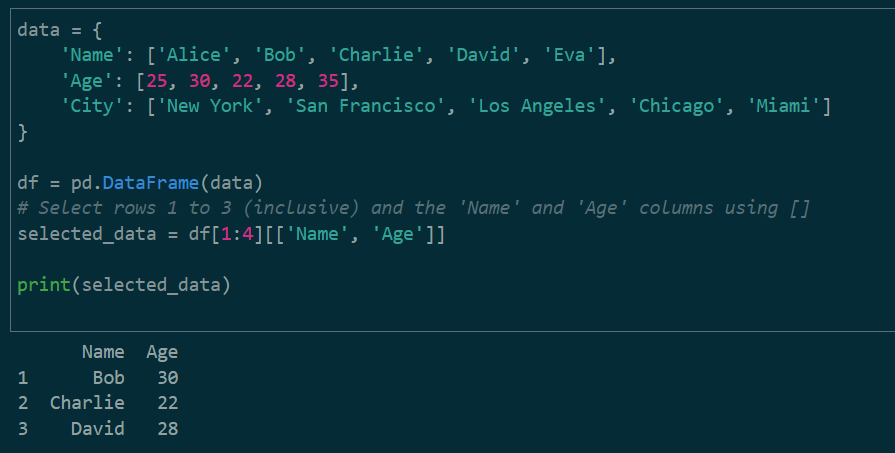 data = {
    'Name': ['Alice', 'Bob', 'Charlie', 'David', 'Eva'],
    'Age': [25, 30, 22, 28, 35],
    'City': ['New York', 'San Francisco', 'Los Angeles', 'Chicago', 'Miami']
}
df = pd.DataFrame(data)
# Select rows 1 to 3 (inclusive) and the 'Name' and 'Age' columns using []
selected_data = df[1:4][['Name', 'Age']]
print(selected_data)
      Name  Age
1      Bob   30
2  Charlie   22
3    David   28